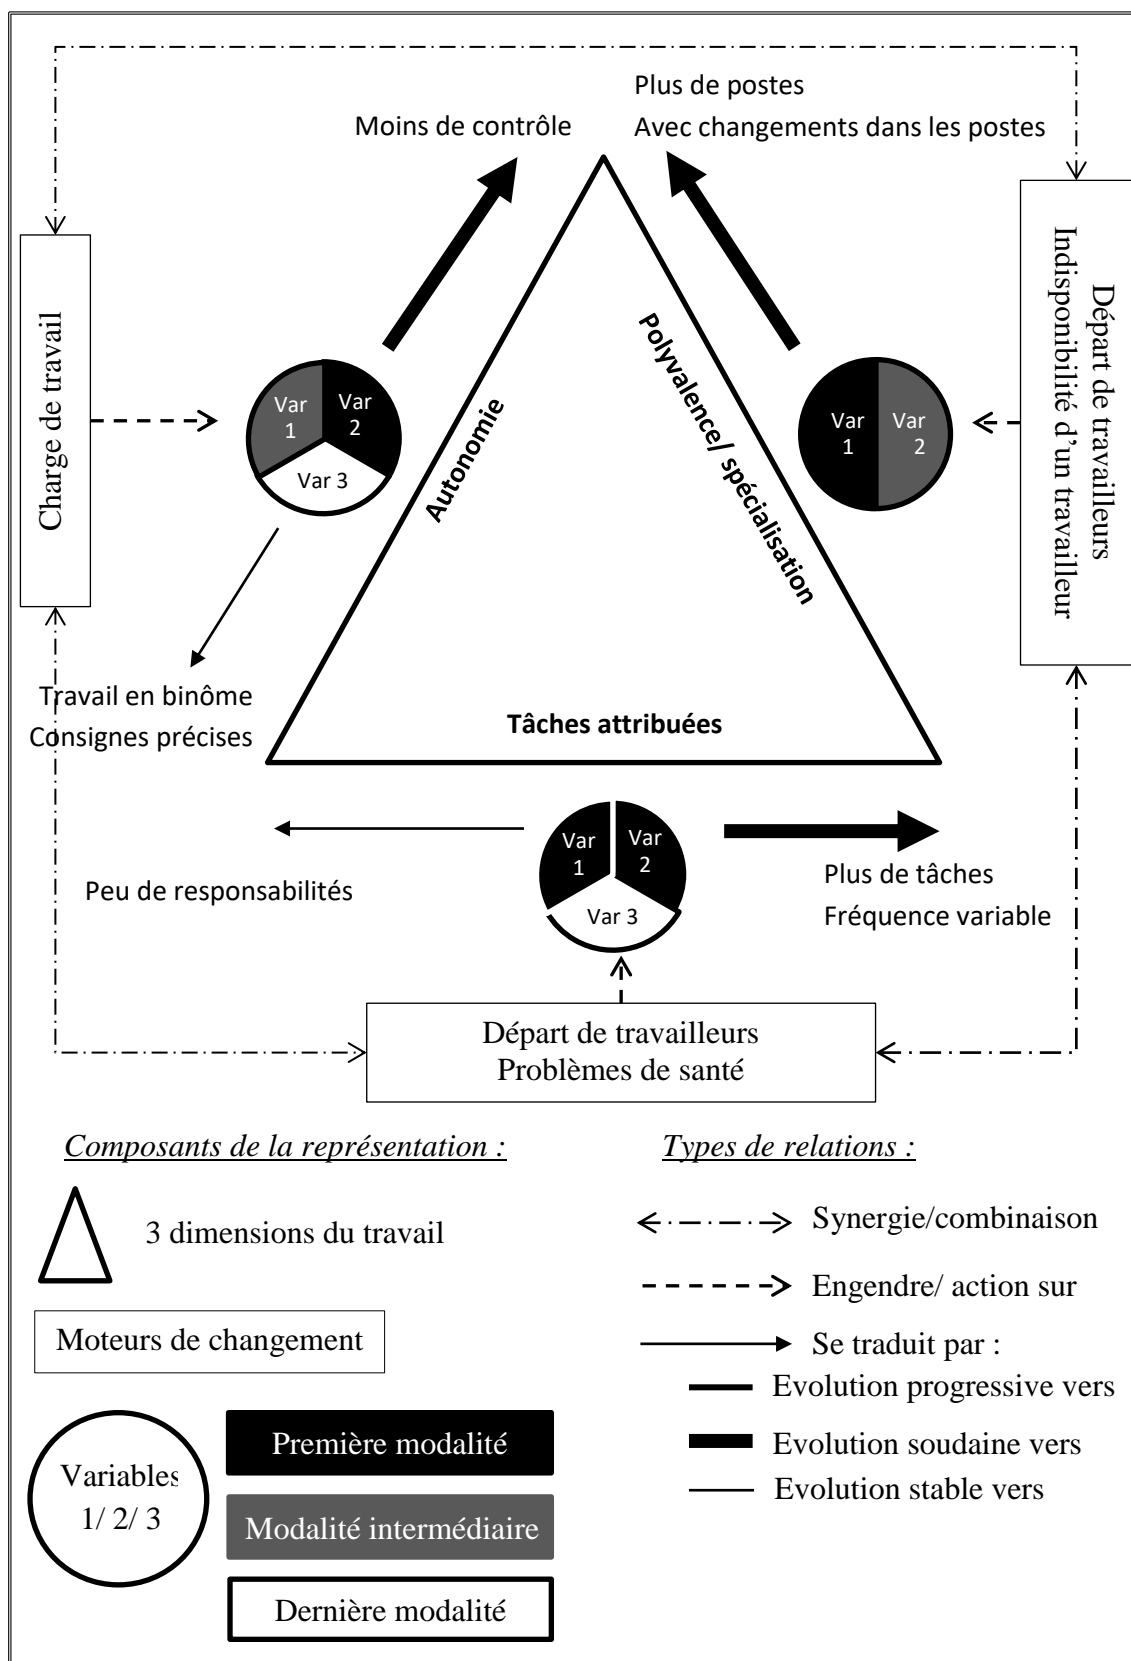 Plus de postes
Moins de contrôle
Avec changements dans les postes
Charge de travail
Départ de travailleurs
Indisponibilité d'un travailleur
Var
1
Var
2
Var 3
Autonomie
Polyvalence/ spécialisation
Var
1
Var
2
Travail en binôme
Consignes précises
Tâches attribuées
Var
1
Var
2
Var 3
Peu de responsabilités
Plus de tâches
Fréquence variable
Départ de travailleurs
Problèmes de santé
Composants de la représentation :
3 dimensions du travail
Moteurs de changement
Variables
1/ 2/ 3
Première modalité
Modalité intermédiaire
Dernière modalité
Types de relations :
Synergie/combinaison
Engendre/ action sur
Se traduit par :
Evolution progressive vers
Evolution soudaine vers
Evolution stable vers